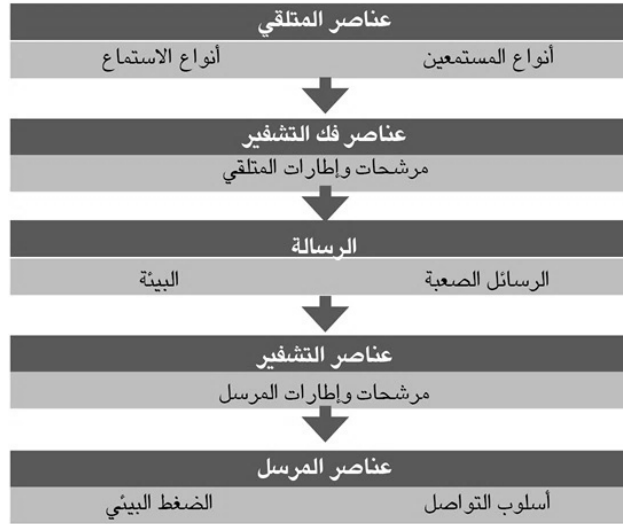 عناصر المتلقي
أنواع المستمعين أنواع الاستماع
عناصر فك التشفير
مرشحات وإطارات المتلقي
الرسالة
الرسائل الصعبة البيئة
عناصر التشفير
مرشحات وإطارات المرسل
عناصر المرسل
أسلوب التواصل الضغط البيئي